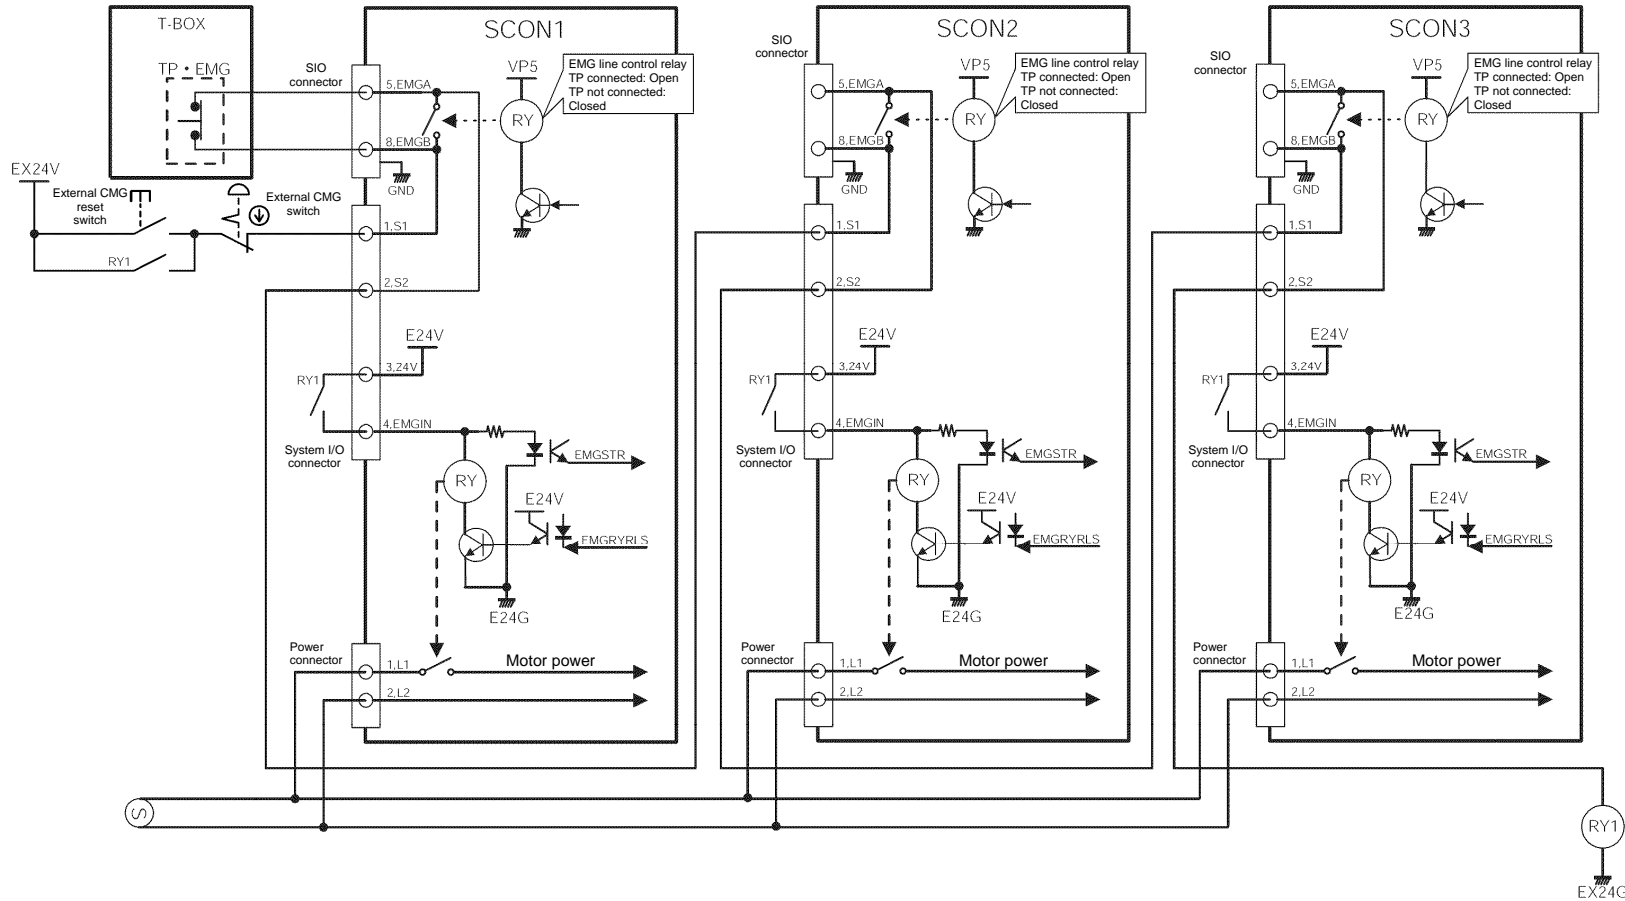 T-BOX
TP・EMG
EX24V
External CMG
reset
switch
External CMG
switch
RY1
SCON1
SIO
connector
5,EMGA
8,EMGB
GND
VP5
RY
EMG line control relay
TP connected: Open
TP not connected:
Closed
1,S1
2,S2
E24V
3,24V
RY1
4,EMGIN
System I/O
connector
EMGSTR
RY
E24V
EMGRYRLS
E24G
Power
connector
1,L1
Motor power
2,L2
SCON2
SIO
connector
5,EMGA
8,EMGB
GND
VP5
RY
EMG line control relay
TP connected: Open
TP not connected:
Closed
1,S1
2,S2
E24V
3,24V
RY1
4,EMGIN
System I/O
connector
EMGSTR
RY
E24V
EMGRYRLS
E24G
Power
connector
1,L1
Motor power
2,L2
SCON3
SIO
connector
5,EMGA
8,EMGB
GND
VP5
RY
EMG line control relay
TP connected: Open
TP not connected:
Closed
1,S1
2,S2
E24V
3,24V
RY1
4,EMGIN
System I/O
connector
EMGSTR
RY
E24V
EMGRYRLS
E24G
Power
connector
1,L1
Motor power
2,L2
S
RY1
EX24G